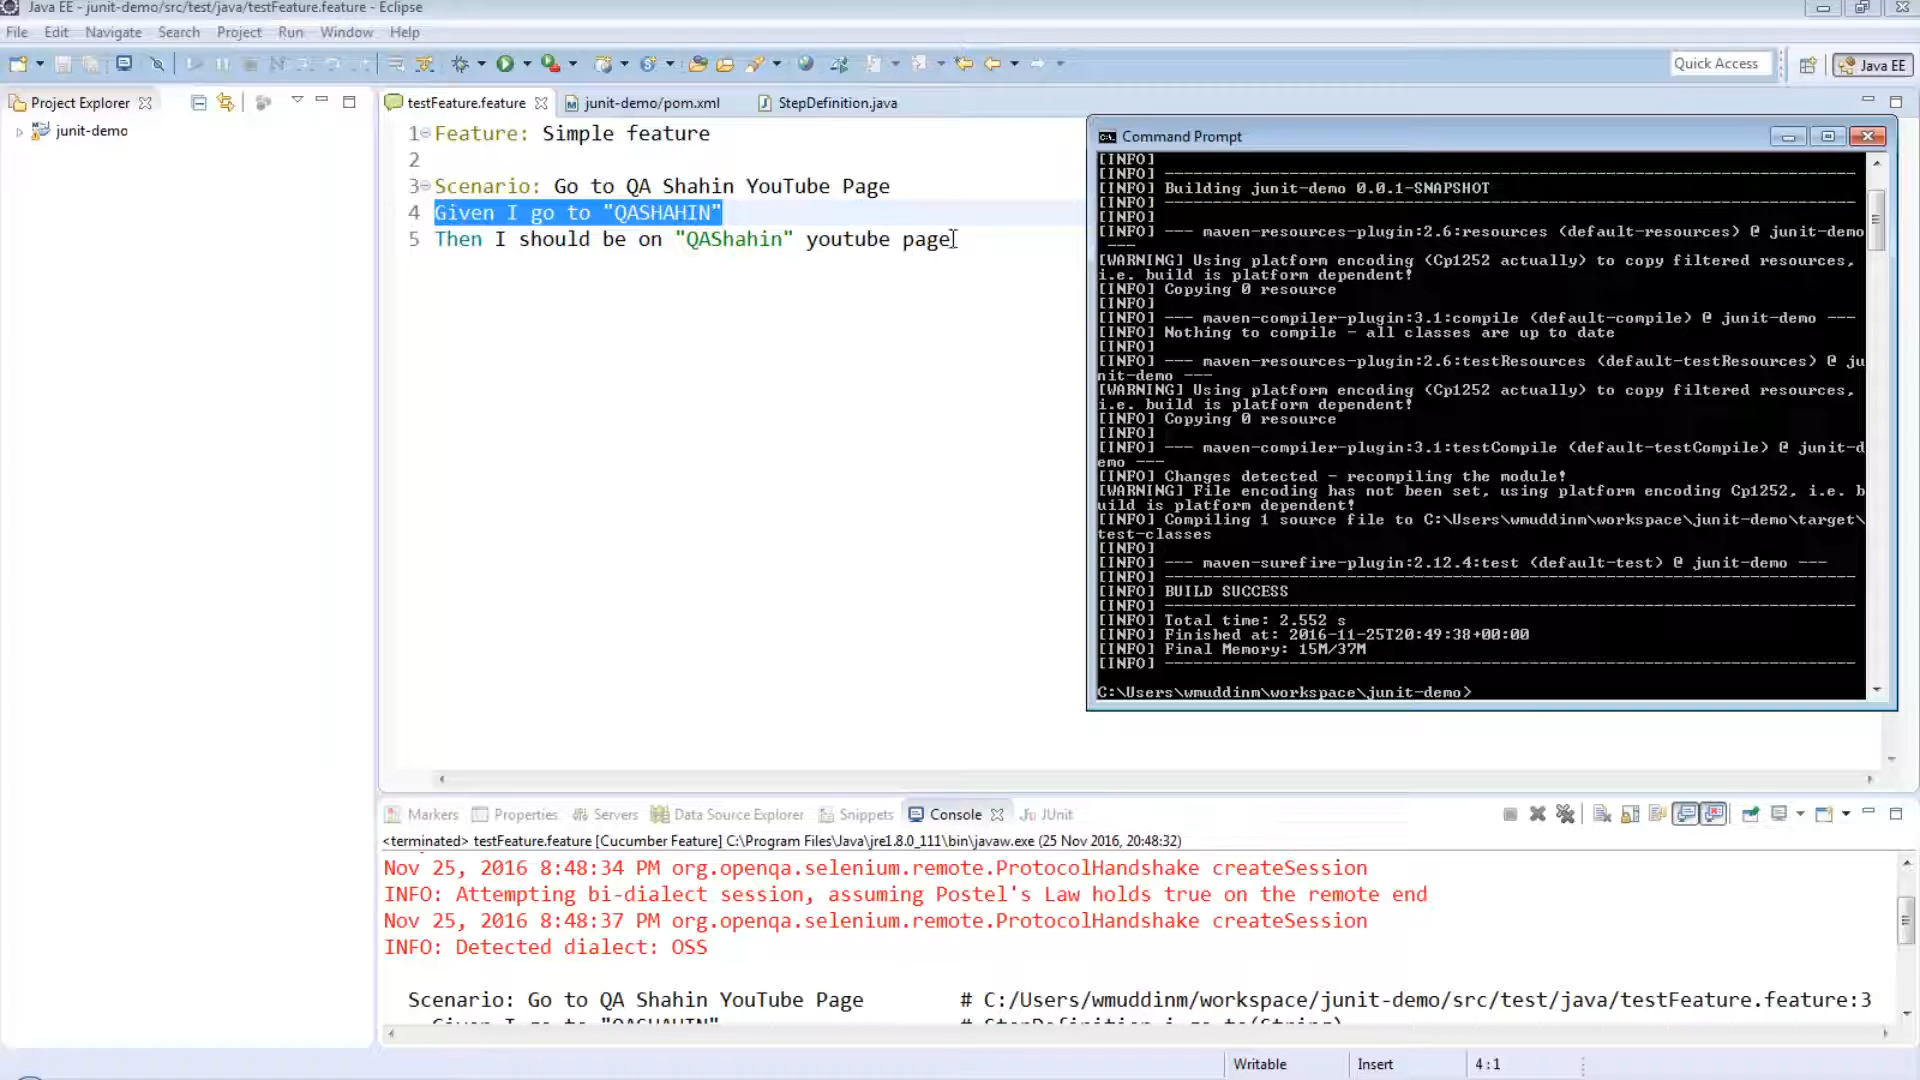 Java EE - junit-demo/src/test/java/testFeature.feature - Eclipse
File Edit Navigate Search Project Run Window Help
Quick Access
Java EE
Project Explorer
junit-demo
testFeature.feature
junit-demo/pom.xml
StepDefinition.java
1 Feature: Simple feature
2
3 Scenario: Go to QA Shahin YouTube Page
4 Given I go to "QASHAHIN"
5 Then I should be on "QAShahin" youtube page
Command Prompt
[INFO]
[INFO] ------------------------------------------------------------------------
[INFO] Building junit-demo 0.0.1-SNAPSHOT
[INFO] ------------------------------------------------------------------------
[INFO]
[INFO] --- maven-resources-plugin:2.6:resources (default-resources) @ junit-demo
---
[WARNING] Using platform encoding (Cp1252 actually) to copy filtered resources,
i.e. build is platform dependent!
[INFO] Copying 0 resource
[INFO]
[INFO] --- maven-compiler-plugin:3.1:compile (default-compile) @ junit-demo ---
[INFO] Nothing to compile - all classes are up to date
[INFO]
[INFO] --- maven-resources-plugin:2.6:testResources (default-testResources) @ ju
nit-demo ---
[WARNING] Using platform encoding (Cp1252 actually) to copy filtered resources,
i.e. build is platform dependent!
[INFO] Copying 0 resource
[INFO]
[INFO] --- maven-compiler-plugin:3.1:testCompile (default-testCompile) @ junit-d
emo ---
[INFO] Changes detected - recompiling the module!
[WARNING] File encoding has not been set, using platform encoding Cp1252, i.e. b
uild is platform dependent!
[INFO] Compiling 1 source file to C:\Users\wmuddinm\workspace\junit-demo\target\
test-classes
[INFO]
[INFO] --- maven-surefire-plugin:2.12.4:test (default-test) @ junit-demo ---
[INFO] ------------------------------------------------------------------------
[INFO] BUILD SUCCESS
[INFO] ------------------------------------------------------------------------
[INFO] Total time: 2.552 s
[INFO] Finished at: 2016-11-25T20:49:38+00:00
[INFO] Final Memory: 15M/37M
[INFO] ------------------------------------------------------------------------
C:\Users\wmuddinm\workspace\junit-demo>
Markers Properties Servers Data Source Explorer Snippets Console JUnit
<terminated> testFeature.feature [Cucumber Feature] C:\Program Files\Java\jre1.8.0_111\bin\javaw.exe (25 Nov 2016, 20:48:32)
Nov 25, 2016 8:48:34 PM org.openqa.selenium.remote.ProtocolHandshake createSession
INFO: Attempting bi-dialect session, assuming Postel's Law holds true on the remote end
Nov 25, 2016 8:48:37 PM org.openqa.selenium.remote.ProtocolHandshake createSession
INFO: Detected dialect: OSS
Scenario: Go to QA Shahin YouTube Page # C:/Users/wmuddinm/workspace/junit-demo/src/test/java/testFeature.feature:3
Given I go to "QASHAHIN" # StepDefinition.i_go_to(String)
Writable Insert 4:1